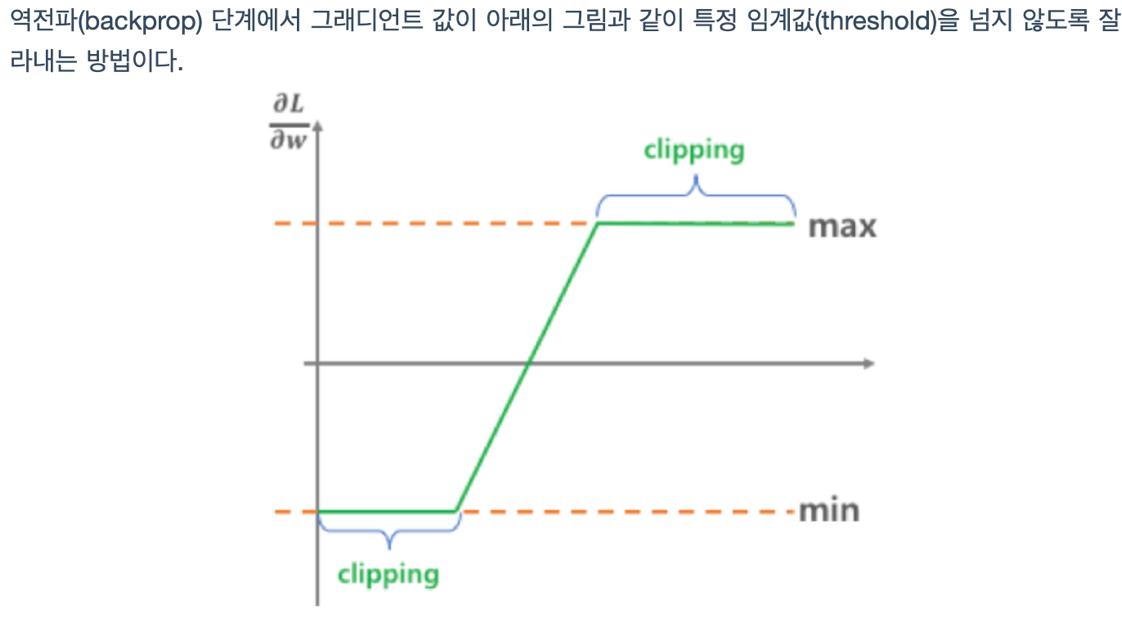 역전파(backprop) 단계에서 그래디언트 값이 아래의 그림과 같이 특정 임계값(threshold)을 넘지 않도록 잘
라내는 방법이다.
∂L
∂w
clipping
max
min
clipping